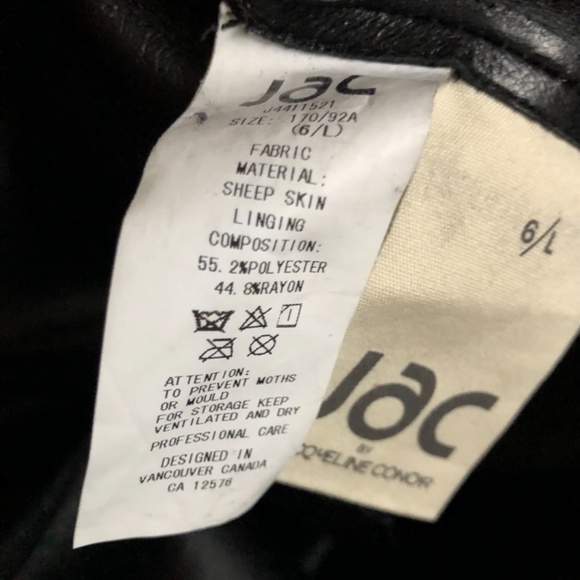 Jac
J4411521
SIZE: 170/92A
(6/L)
FABRIC
MATERIAL:
SHEEP SKIN
LINGING
COMPOSITION:
55.2%POLYESTER
44.8%RAYON
ATTENTION:
TO PREVENT MOTHS
OR MOULD
FOR STORAGE KEEP
VENTILATED AND DRY
PROFESSIONAL CARE
DESIGNED IN
VANCOUVER CANADA
CA 12576
6/L
Jac
BY
CQUELINE CONOR